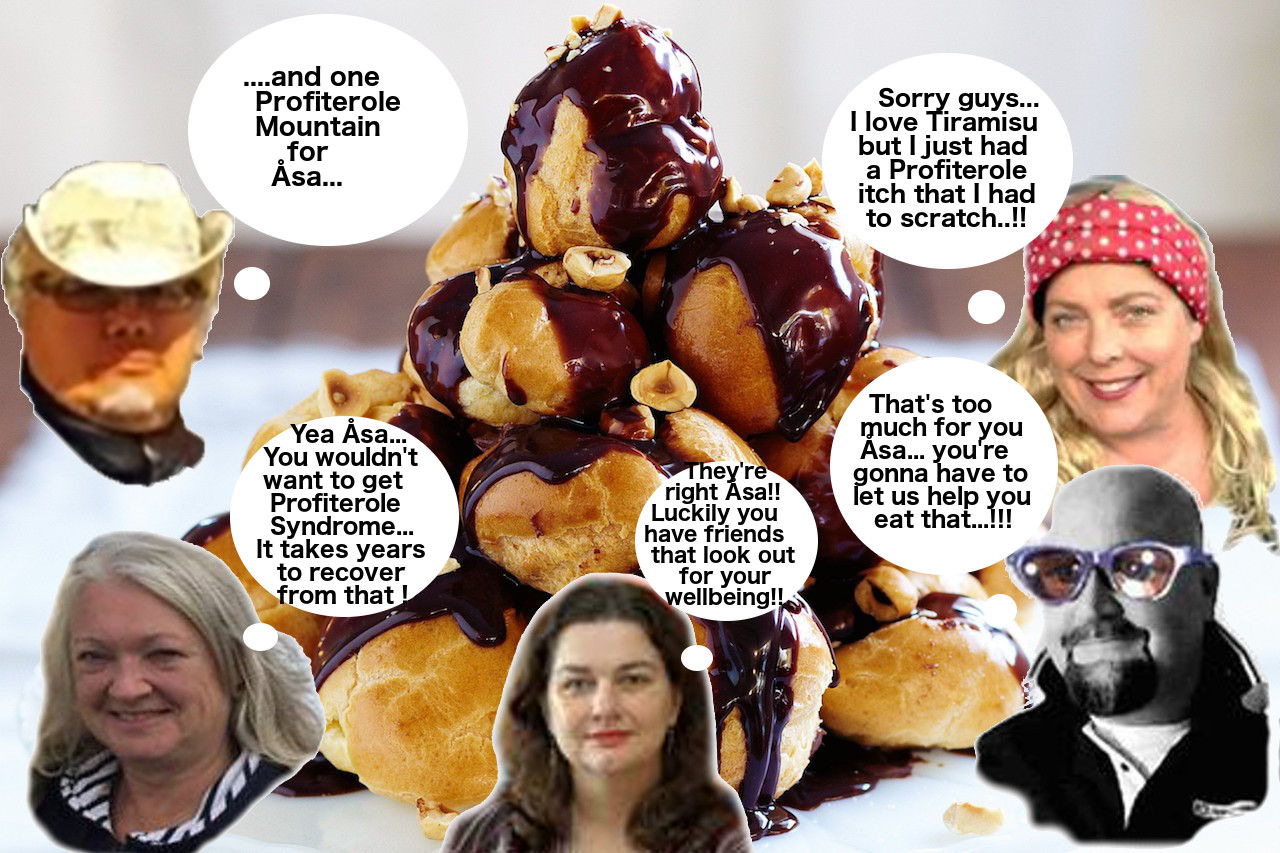 ....and one
Profiterole
Mountain
for
Åsa...
Sorry guys...
I love Tiramisu
but I just had
a Profiterole
itch that I had
to scratch..!!
Yea Åsa...
You wouldn't
want to get
Profiterole
Syndrome...
It takes years
to recover
from that !
They're
right Åsa!!
Luckily you
have friends
that look out
for your
wellbeing!!
That's too
much for you
Åsa... you're
gonna have to
let us help you
eat that...!!!